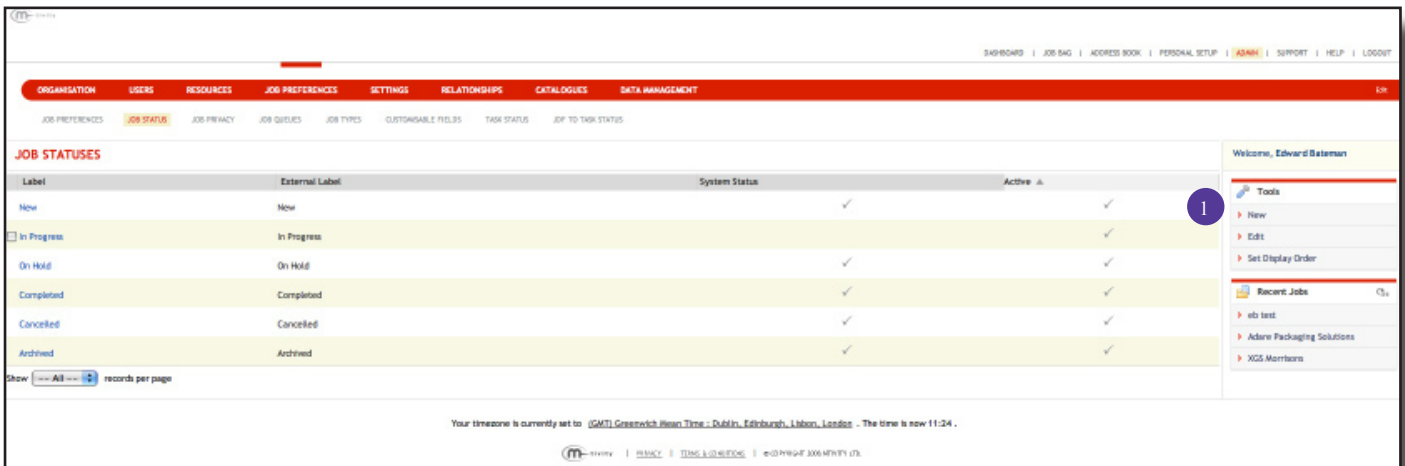 DASHBOARD | JOB BAG | ADDRESS BOOK | PERSONAL SETUP | ADMIN | SUPPORT | HELP | LOGOUT
ORGANISATION USERS RESOURCES JOB PREFERENCES SETTINGS RELATIONSHIPS CATALOGUES DATA MANAGEMENT Edit
JOB PREFERENCES JOB STATUS JOB PRIVACY JOB QUEUES JOB TYPES CUSTOMISABLE FIELDS TASK STATUS JDF TO TASK STATUS
JOB STATUSES
Welcome, Edward Bateman
Label External Label System Status Active
New New
In Progress In Progress
On Hold On Hold
Completed Completed
Cancelled Cancelled
Archived Archived
Show -- All -- records per page
1
Tools
New
Edit
Set Display Order
Recent Jobs
eb test
Adare Packaging Solutions
XGS Morrisons
Your timezone is currently set to (GMT) Greenwich Mean Time : Dublin, Edinburgh, Lisbon, London . The time is now 11:24 .
m | PRIVACY | TERMS & CONDITIONS | © COPYRIGHT 2008 MTIVITY LTD.